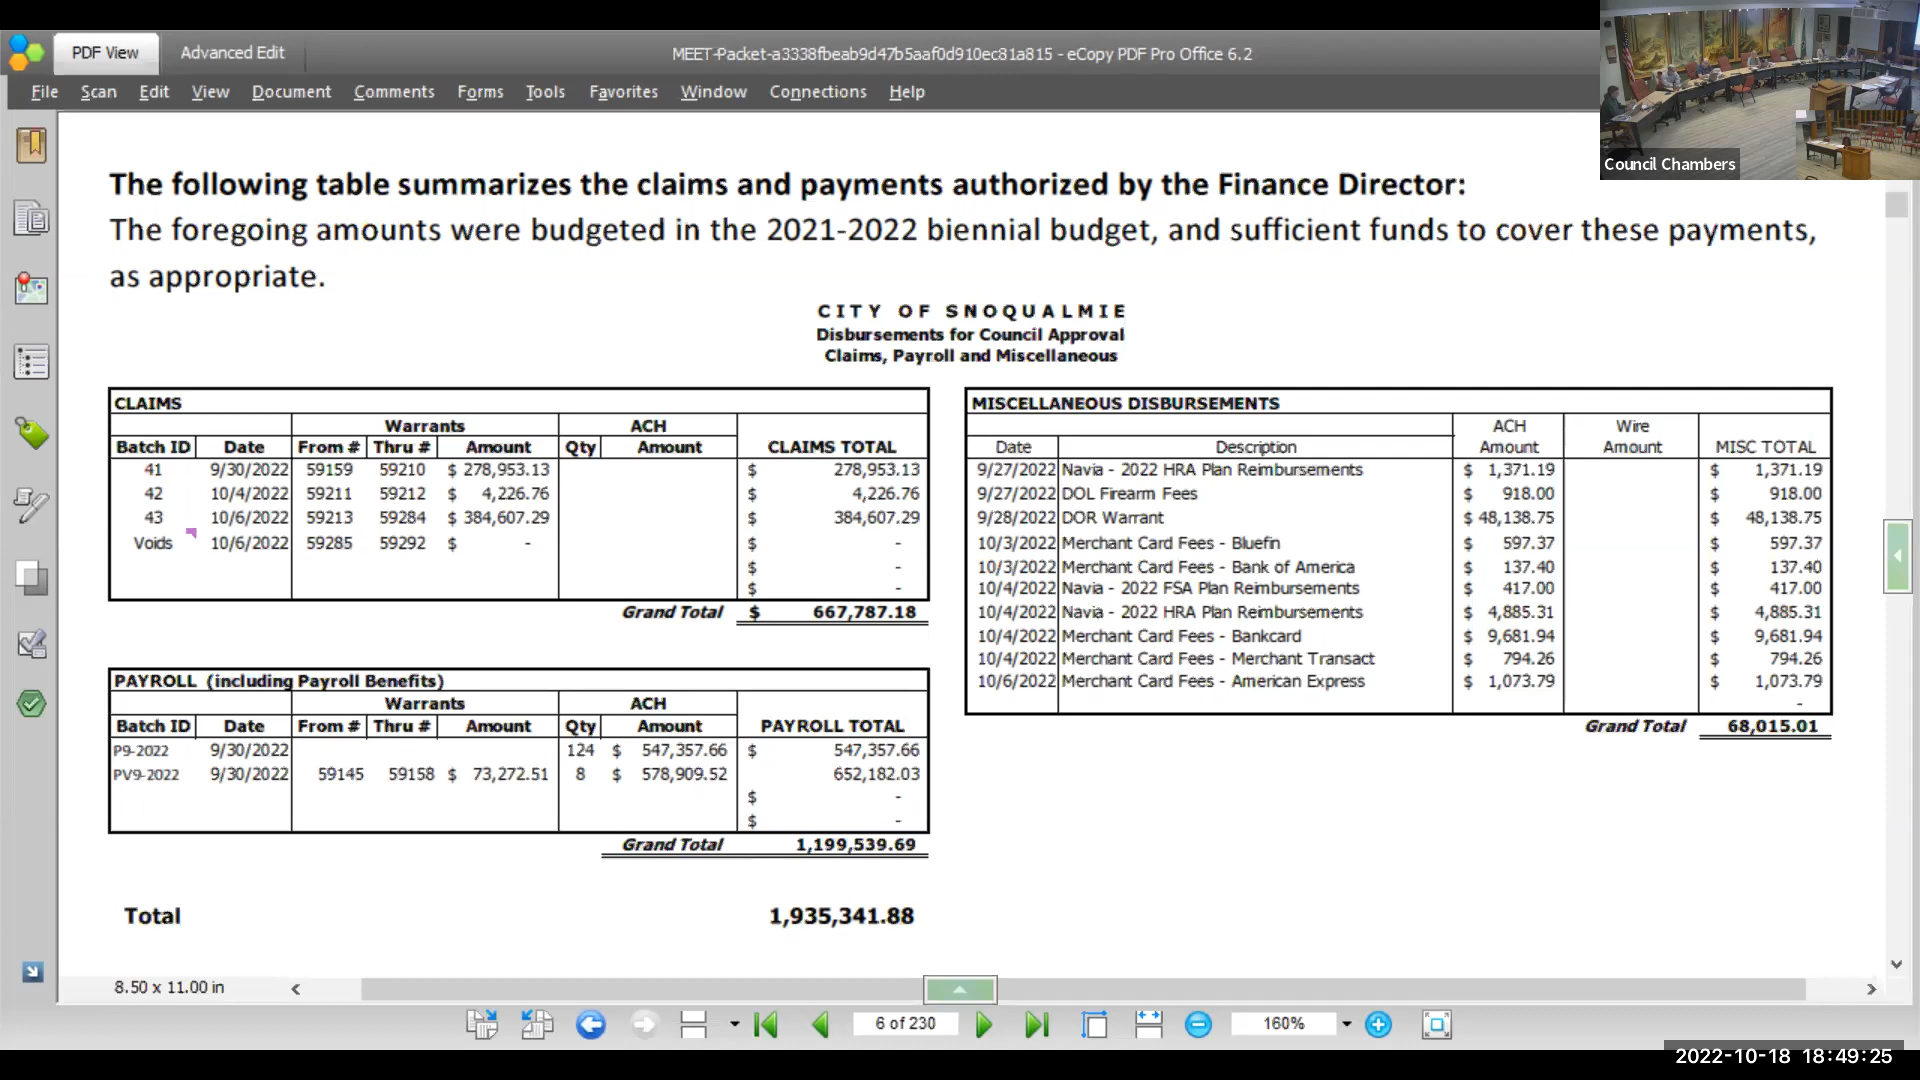 PDF View
Advanced Edit
MEET-Packet-a3338fbeab9d47b5aaf0d910ec81a815 - eCopy PDF Pro Office 6.2
File Scan Edit View Document Comments Forms Tools Favorites Window Connections Help
Council Chambers
The following table summarizes the claims and payments authorized by the Finance Director:
The foregoing amounts were budgeted in the 2021-2022 biennial budget, and sufficient funds to cover these payments,
as appropriate.
CITY OF SNOQUALMIE
Disbursements for Council Approval
Claims, Payroll and Miscellaneous
CLAIMS
Warrants ACH
Batch ID Date From # Thru # Amount Qty Amount CLAIMS TOTAL
41 9/30/2022 59159 59210 $ 278,953.13 $ 278,953.13
42 10/4/2022 59211 59212 $ 4,226.76 $ 4,226.76
43 10/6/2022 59213 59284 $ 384,607.29 $ 384,607.29
Voids 10/6/2022 59285 59292 $ - $ -
$ -
$ -
Grand Total $ 667,787.18
PAYROLL (including Payroll Benefits)
Warrants ACH
Batch ID Date From # Thru # Amount Qty Amount PAYROLL TOTAL
P9-2022 9/30/2022 124 $ 547,357.66 $ 547,357.66
PV9-2022 9/30/2022 59145 59158 $ 73,272.51 8 $ 578,909.52 652,182.03
$ -
$ -
Grand Total 1,199,539.69
Total 1,935,341.88
MISCELLANEOUS DISBURSEMENTS
ACH Wire
Date Description Amount Amount MISC TOTAL
9/27/2022 Navia - 2022 HRA Plan Reimbursements $ 1,371.19 $ 1,371.19
9/27/2022 DOL Firearm Fees $ 918.00 $ 918.00
9/28/2022 DOR Warrant $ 48,138.75 $ 48,138.75
10/3/2022 Merchant Card Fees - Bluefin $ 597.37 $ 597.37
10/3/2022 Merchant Card Fees - Bank of America $ 137.40 $ 137.40
10/4/2022 Navia - 2022 FSA Plan Reimbursements $ 417.00 $ 417.00
10/4/2022 Navia - 2022 HRA Plan Reimbursements $ 4,885.31 $ 4,885.31
10/4/2022 Merchant Card Fees - Bankcard $ 9,681.94 $ 9,681.94
10/4/2022 Merchant Card Fees - Merchant Transact $ 794.26 $ 794.26
10/6/2022 Merchant Card Fees - American Express $ 1,073.79 $ 1,073.79
-
Grand Total 68,015.01
8.50 x 11.00 in
6 of 230
160%
2022-10-18 18:49:25